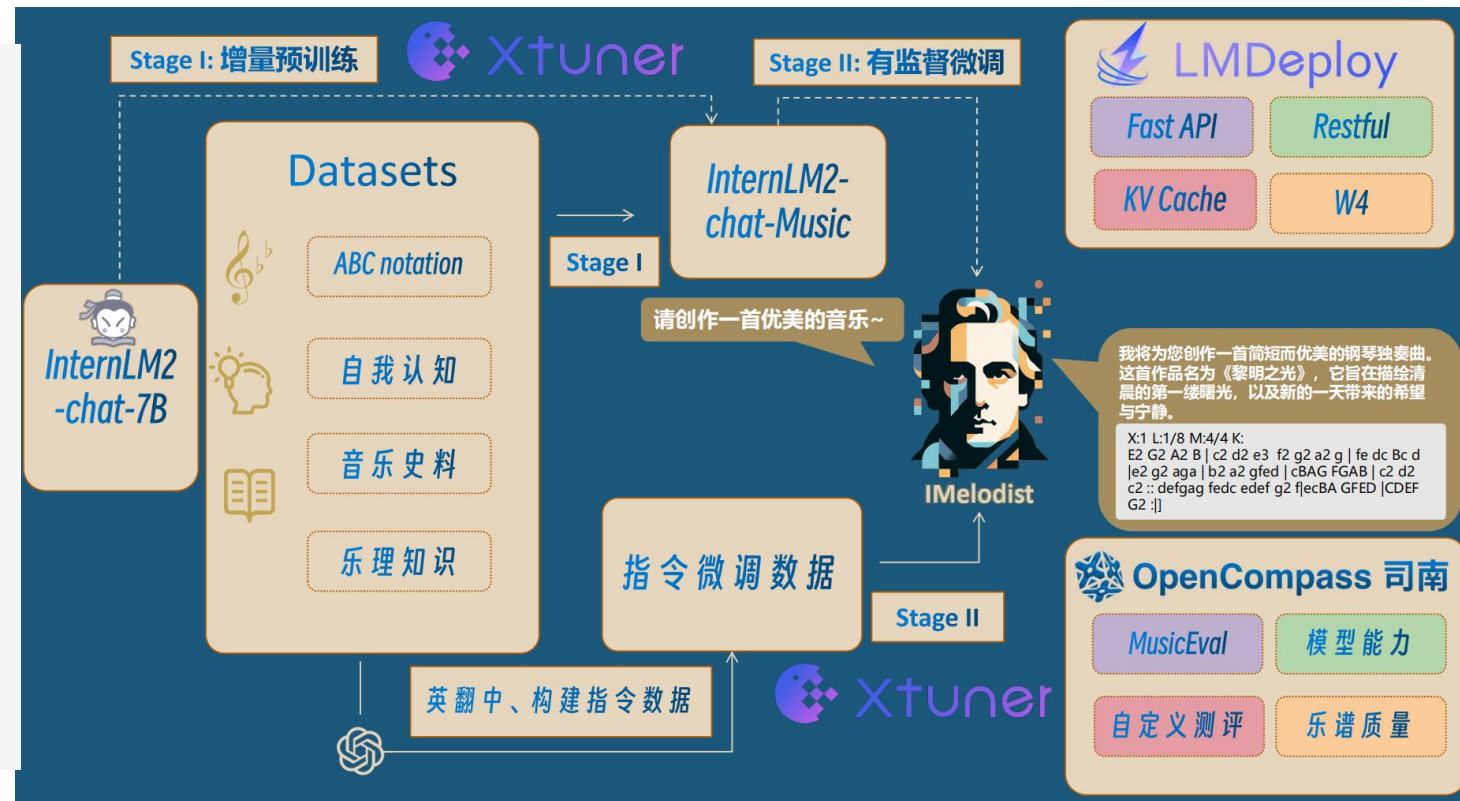 Stage I: 增量预训练
Xtuner
Stage II: 有监督微调
LMDeploy
Fast API
Restful
KV Cache
W4
Datasets
ABC notation
自我认知
音乐史料
乐理知识
InternLM2
-chat-7B
Stage I
InternLM2-
chat-Music
请创作一首优美的音乐~
IMelodist
我将为您创作一首简短而优美的钢琴独奏曲。
这首作品名为《黎明之光》，它旨在描绘清
晨的第一缕曙光，以及新的一天带来的希望
与宁静。
X:1 L:1/8 M:4/4 K:
E2 G2 A2 B | c2 d2 e3 f2 g2 a2 g | fe dc Bc d
|e2 g2 aga | b2 a2 gfed | cBAG FGAB | c2 d2
c2 :: defgag fedc edef g2 f|ecBA GFED |CDEF
G2 :|]
指令微调数据
Stage II
英翻中、构建指令数据
Xtuner
OpenCompass 司南
MusicEval
模型能力
自定义测评
乐谱质量